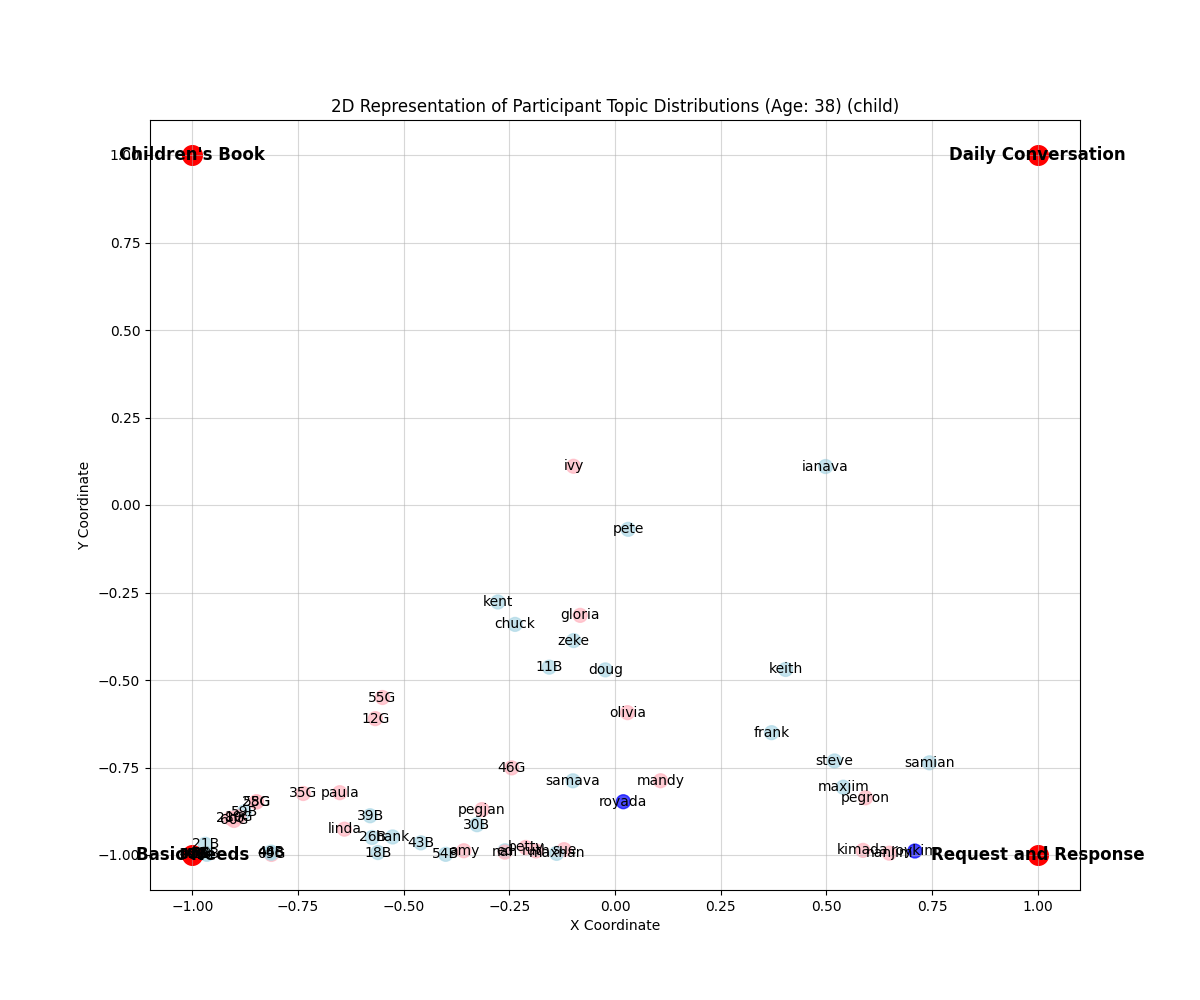 2D Representation of Participant Topic Distributions (Age: 38) (child)
Children's Book
Daily Conversation
1.00
0.75
0.50
0.25
ivy
ianava
0.00
pete
Y Coordinate
−0.25
kent
gloria
chuck
zeke
11B
doug
keith
−0.50
55G
12G
olivia
frank
steve
samian
−0.75
46G
samava
mandy
maxjim
35G
paula
royada
pegron
pegjan
59B
39B
30B
linda
26B
hank
43B
21B
18B
54B
amy
betty
sue
maxnan
kimada
nanjim
−1.00
Basic Needs
Request and Response
−1.00
−0.75
−0.50
−0.25
0.00
0.25
0.50
0.75
1.00
X Coordinate